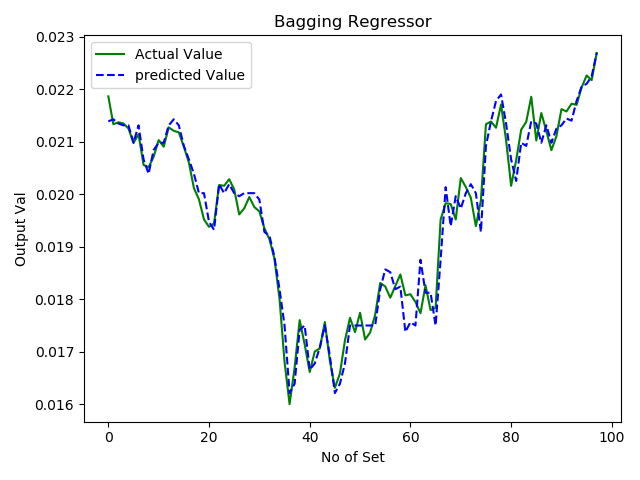 Bagging Regressor
Actual Value
predicted Value
Output Val
0.023
0.022
0.021
0.020
0.019
0.018
0.017
0.016
0 20 40 60 80 100
No of Set